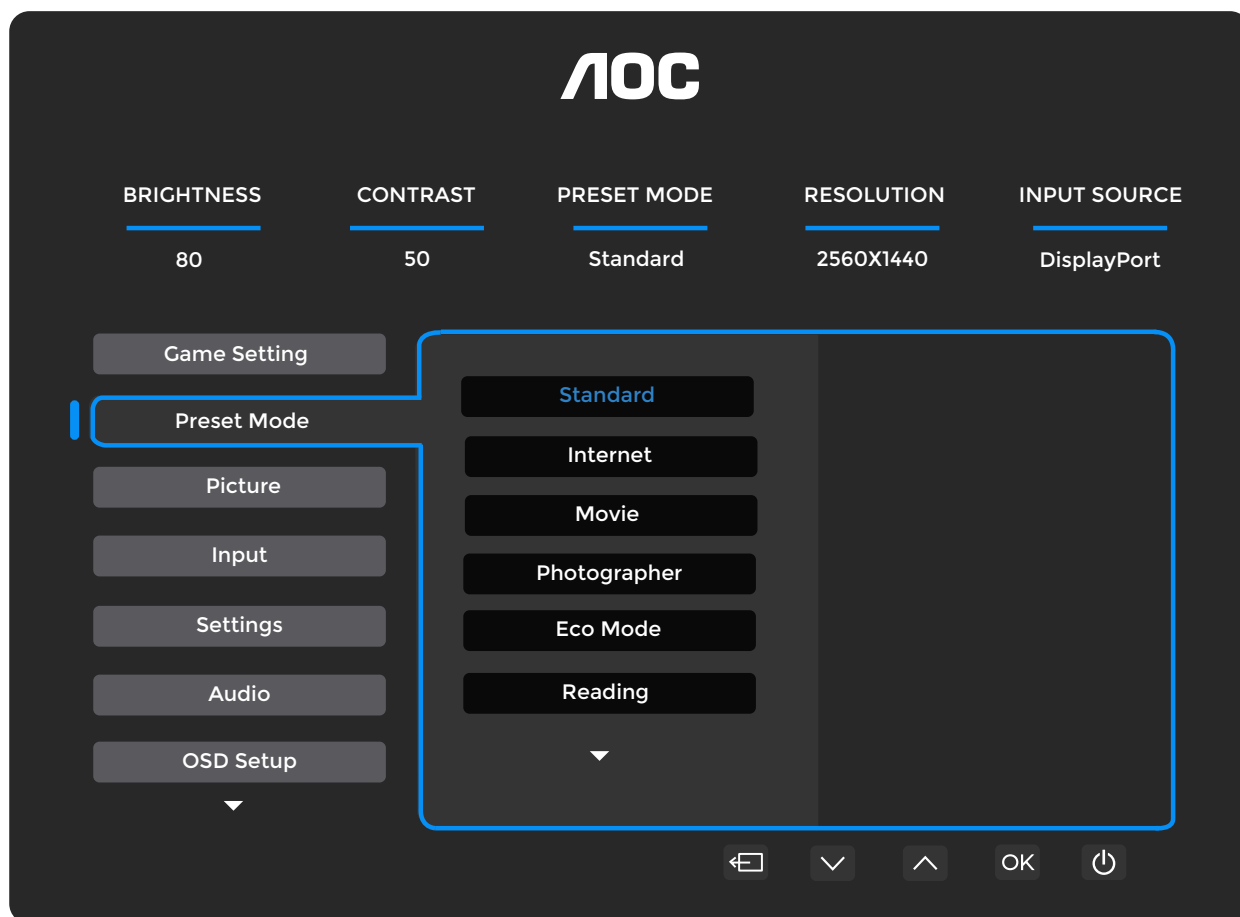 AOC
BRIGHTNESS CONTRAST PRESET MODE RESOLUTION INPUT SOURCE
80 50 Standard 2560X1440 DisplayPort
Game Setting
Preset Mode
Picture
Input
Settings
Audio
OSD Setup
Standard
Internet
Movie
Photographer
Eco Mode
Reading
OK